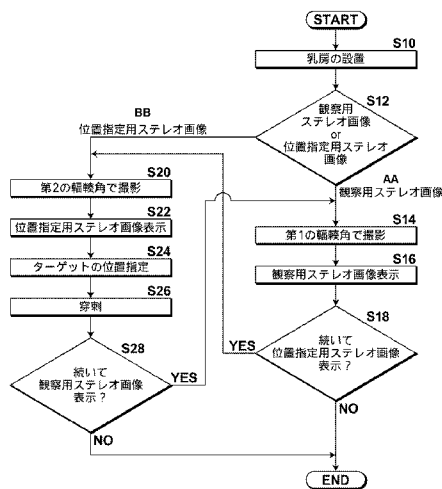 START
S10
乳房の設置
S12
観察用
ステレオ画像
or
位置指定用ステレオ
画像
BB
位置指定用ステレオ画像
AA
観察用ステレオ画像
S20
第2の輻輳角で撮影
S22
位置指定用ステレオ画像表示
S24
ターゲットの位置指定
S26
穿刺
S28
続いて
観察用ステレオ画像
表示?
YES
NO
S14
第1の輻輳角で撮影
S16
観察用ステレオ画像表示
S18
続いて
位置指定用ステレオ画像
表示?
YES
NO
END